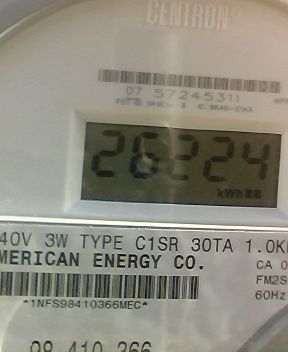 CENTRON
07 57245311
26224
kWh
40V 3W TYPE C1SR 30TA 1.0K
MERICAN ENERGY CO.
CA 0
FM2S
*1NFS98410366MEC*
60Hz
98 410 366